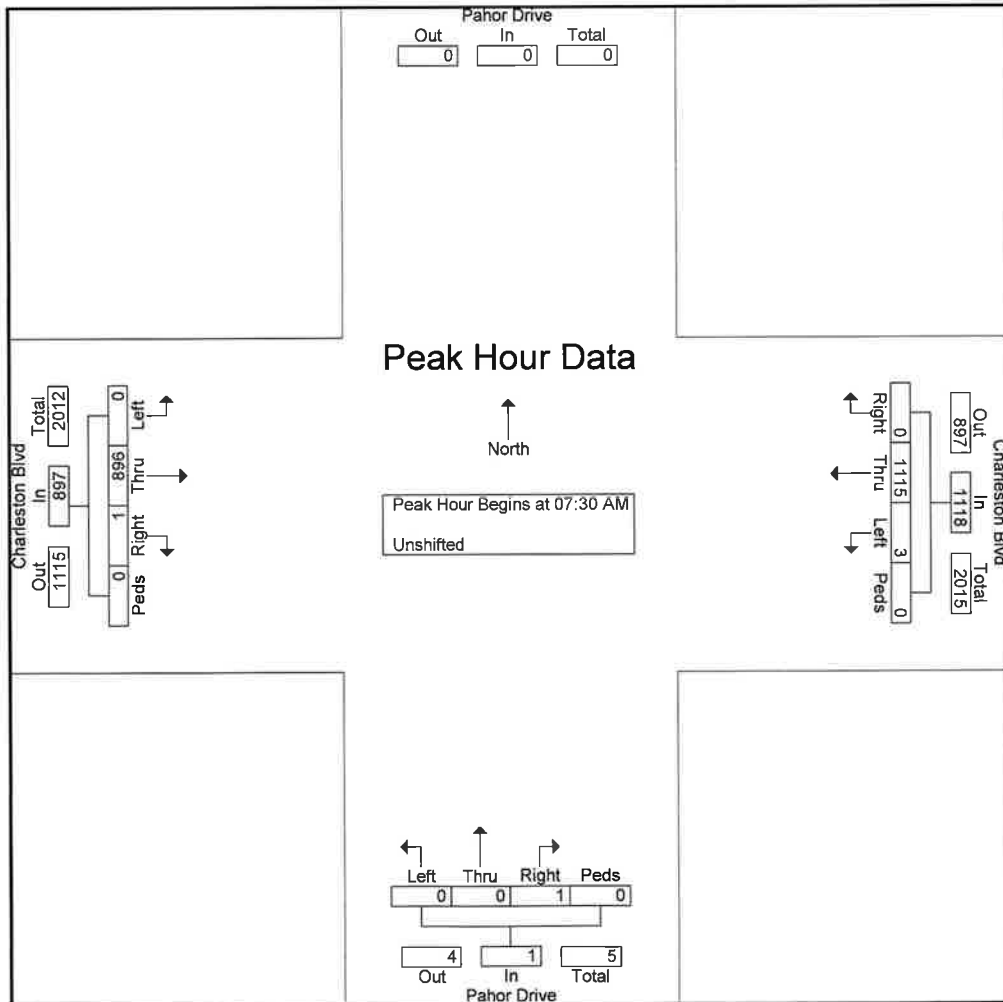 Pahor Drive
Out In Total
0 0 0
Peak Hour Data
North
Peak Hour Begins at 07:30 AM
Unshifted
Charleston Blvd
Total In Out
2012 897 1115
0 896 1 0
Left Thru Right Peds
Right Thru Left Peds
0 1115 3 0
Out In Total
897 1118 2015
Charleston Blvd
Left Thru Right Peds
0 0 1 0
4 1 5
Out In Total
Pahor Drive